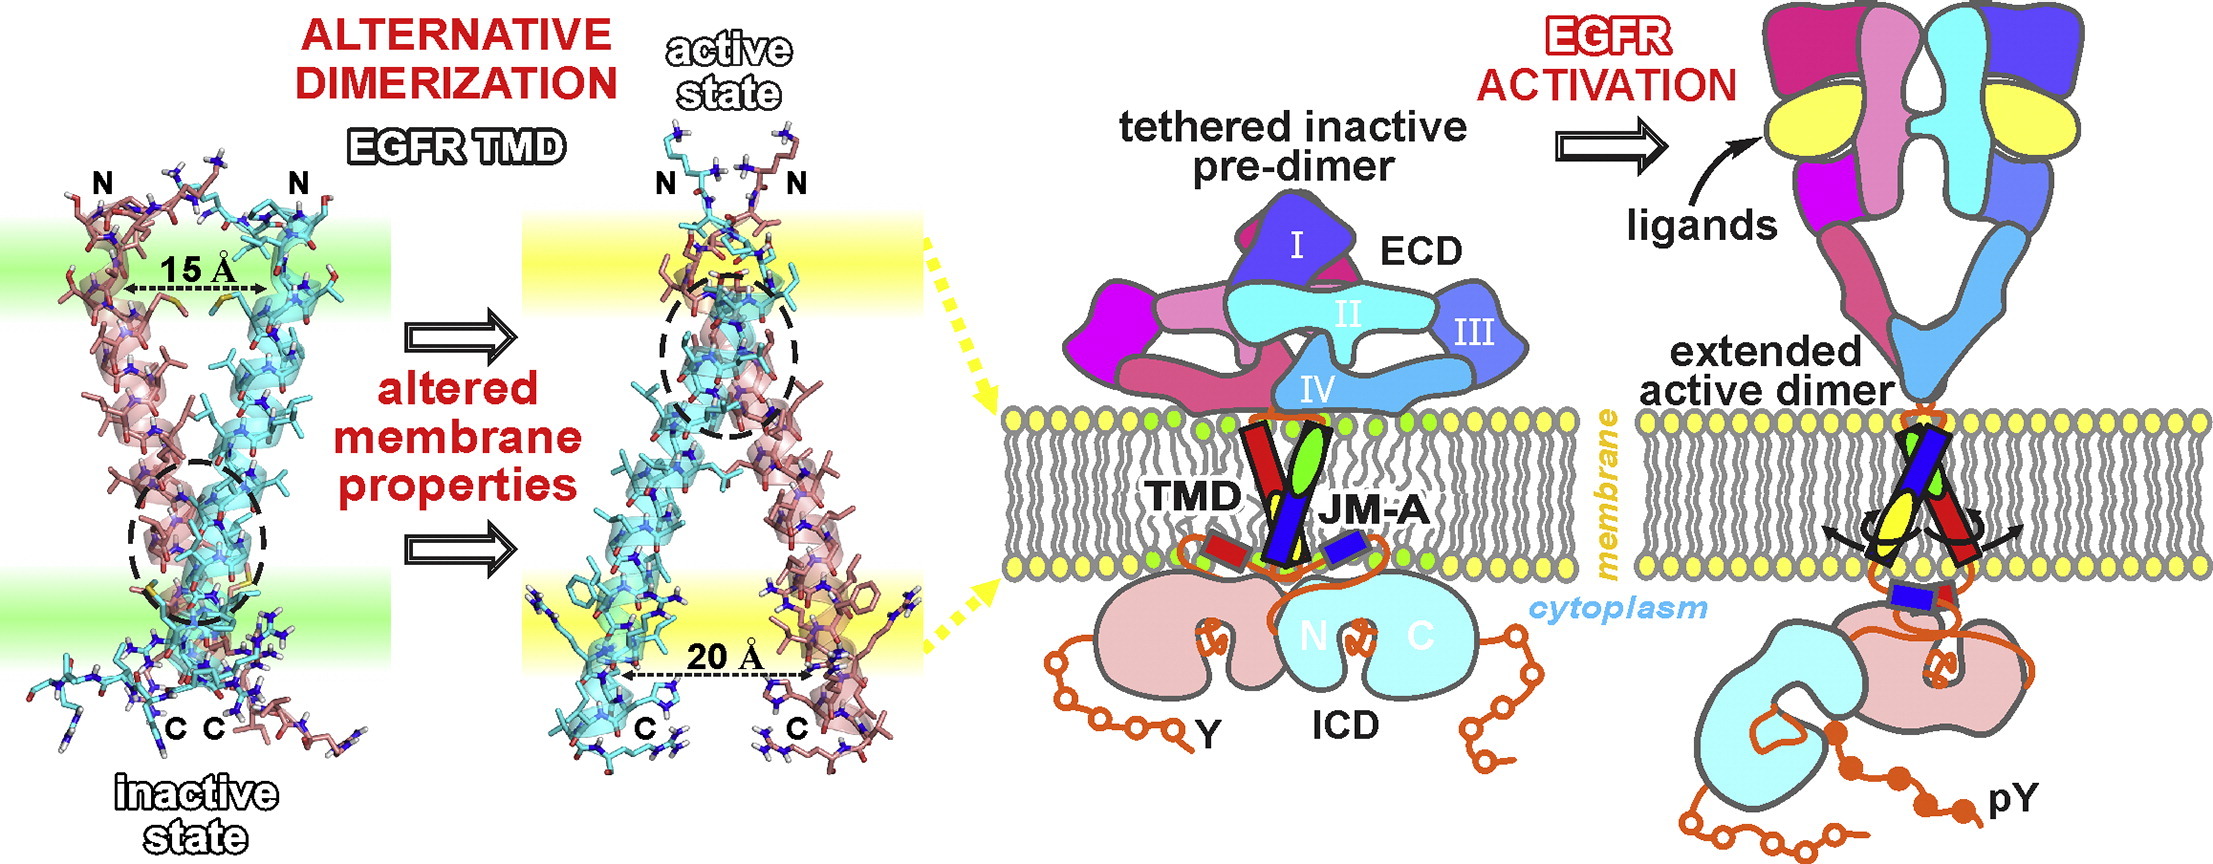 ALTERNATIVE
DIMERIZATION
EGFR TMD
active
state
N
N
15 Å
C
C
inactive
state
altered
membrane
properties
N
N
20 Å
C
C
tethered inactive
pre-dimer
I
ECD
II
III
IV
TMD
JM-A
N
C
Y
ICD
EGFR
ACTIVATION
ligands
extended
active dimer
membrane
cytoplasm
pY